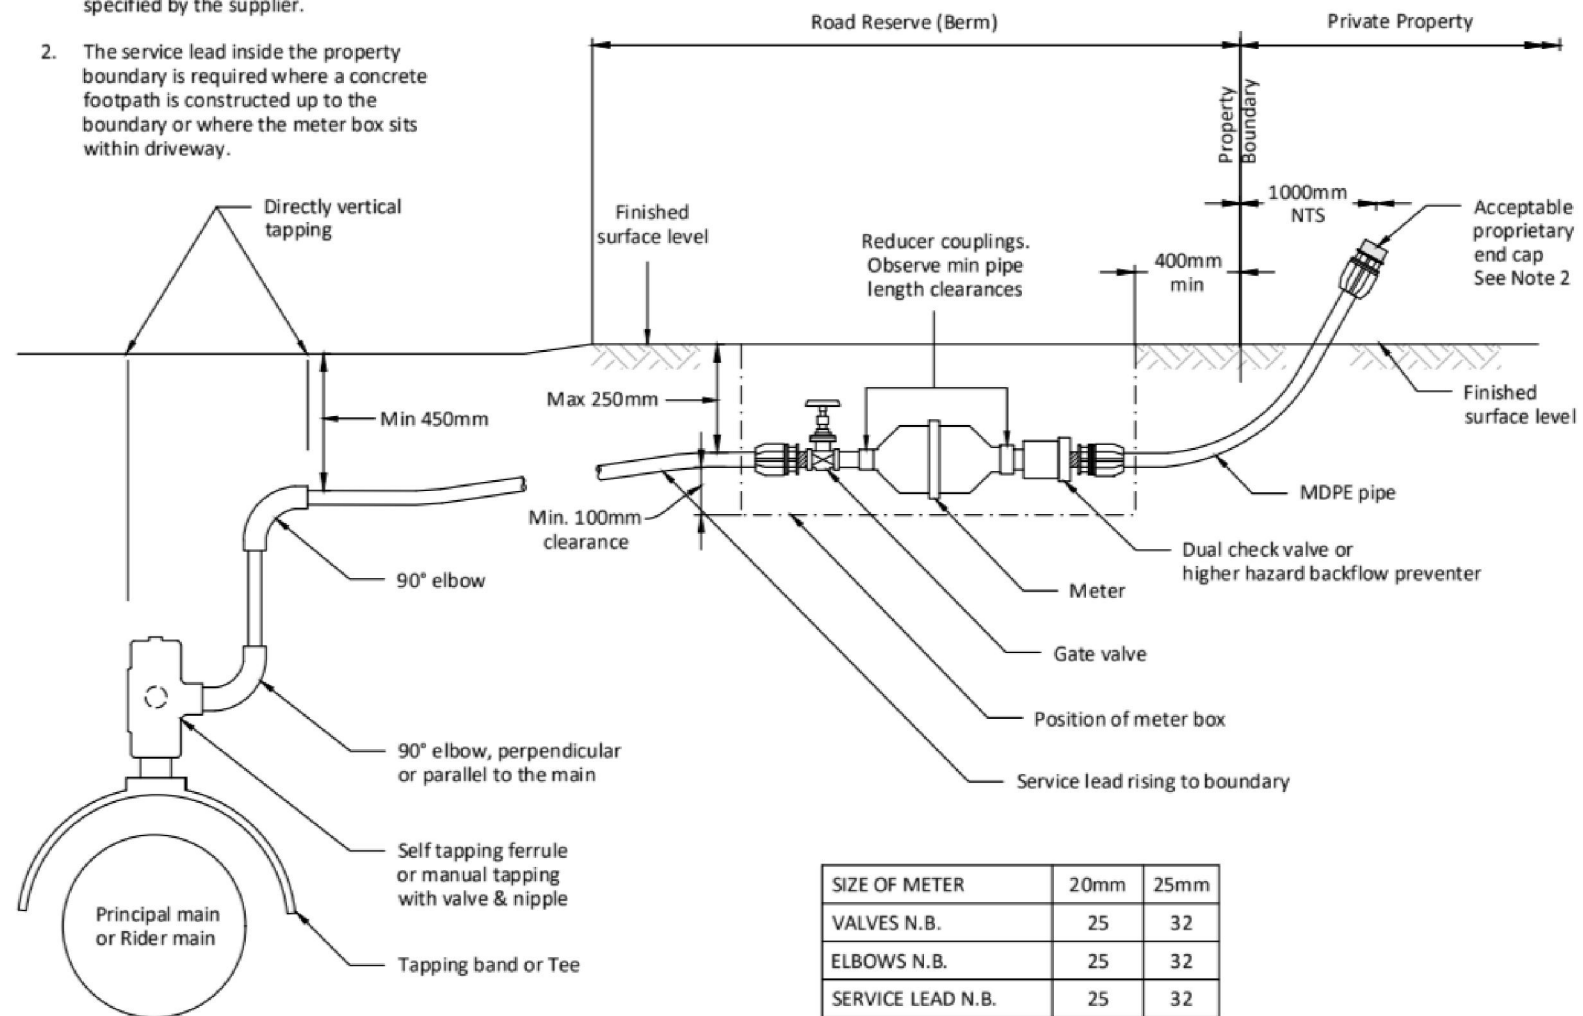 specified by the supplier.
2. The service lead inside the property
boundary is required where a concrete
footpath is constructed up to the
boundary or where the meter box sits
within driveway.
Road Reserve (Berm)
Private Property
Property
Boundary
1000mm
NTS
Acceptable
proprietary
end cap
See Note 2
Directly vertical
tapping
Finished
surface level
Reducer couplings.
Observe min pipe
length clearances
400mm
min
Min 450mm
Max 250mm
Finished
surface level
Min. 100mm
clearance
MDPE pipe
Dual check valve or
higher hazard backflow preventer
90° elbow
Meter
Gate valve
Position of meter box
90° elbow, perpendicular
or parallel to the main
Service lead rising to boundary
Self tapping ferrule
or manual tapping
with valve & nipple
Principal main
or Rider main
Tapping band or Tee
SIZE OF METER 20mm 25mm
VALVES N.B. 25 32
ELBOWS N.B. 25 32
SERVICE LEAD N.B. 25 32